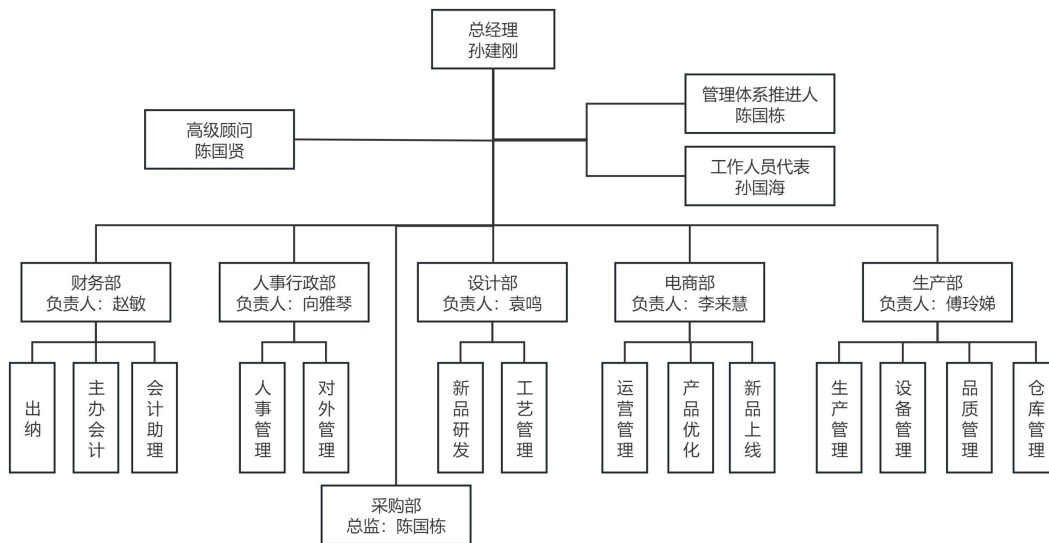 总经理
孙建刚
管理体系推进人
陈国栋
高级顾问
陈国贤
工作人员代表
孙国海
财务部
负责人：赵敏
人事行政部
负责人：向雅琴
设计部
负责人：袁鸣
电商部
负责人：李来慧
生产部
负责人：傅玲娣
出纳
主办会计
会计助理
人事管理
对外管理
新品研发
工艺管理
运营管理
产品优化
新品上线
生产管理
设备管理
品质管理
仓库管理
采购部
总监：陈国栋